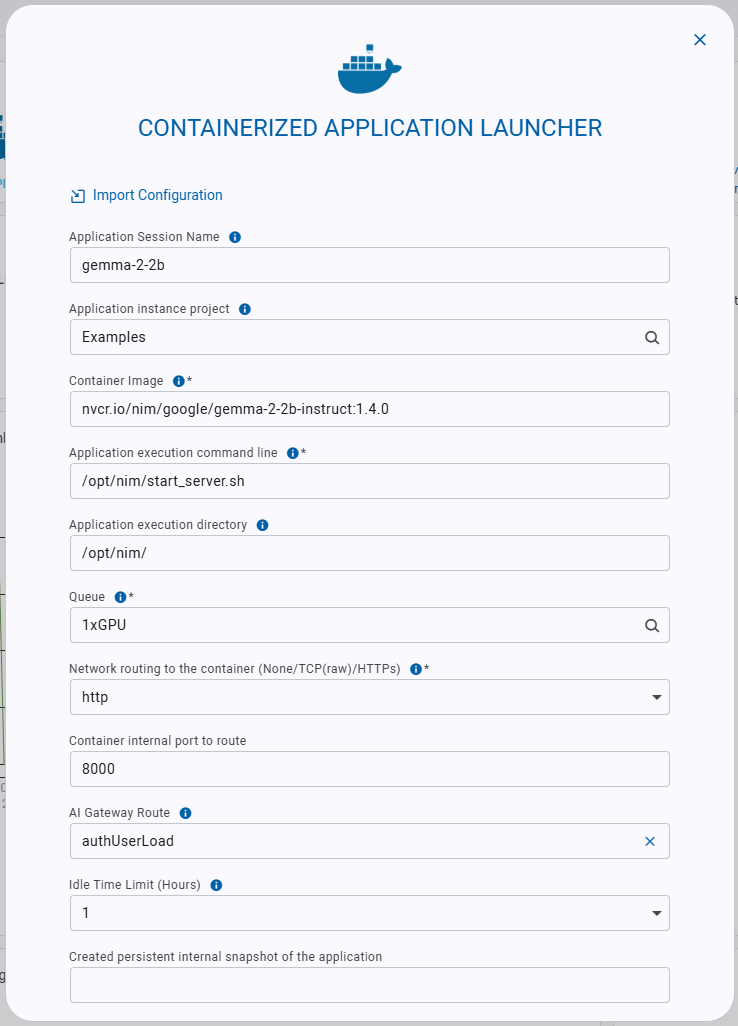 CONTAINERIZED APPLICATION LAUNCHER
Import Configuration
Application Session Name
gemma-2-2b
Application instance project
Examples
Container Image *
nvcr.io/nim/google/gemma-2-2b-instruct:1.4.0
Application execution command line *
/opt/nim/start_server.sh
Application execution directory
/opt/nim/
Queue *
1xGPU
Network routing to the container (None/TCP(raw)/HTTPs) *
http
Container internal port to route
8000
AI Gateway Route
authUserLoad
Idle Time Limit (Hours)
1
Created persistent internal snapshot of the application